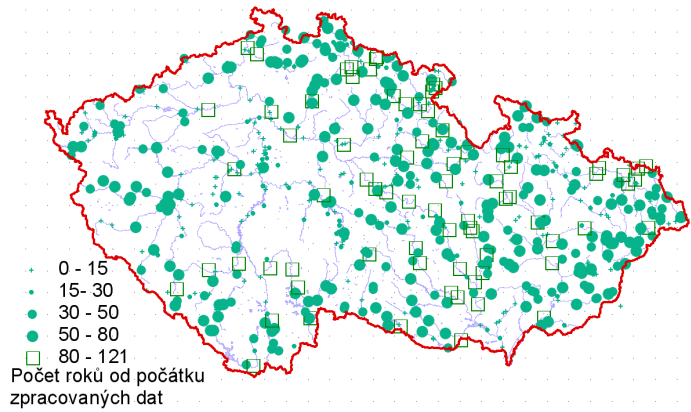 0 - 15
15- 30
30 - 50
50 - 80
80 - 121
Počet roků od počátku
zpracovaných dat